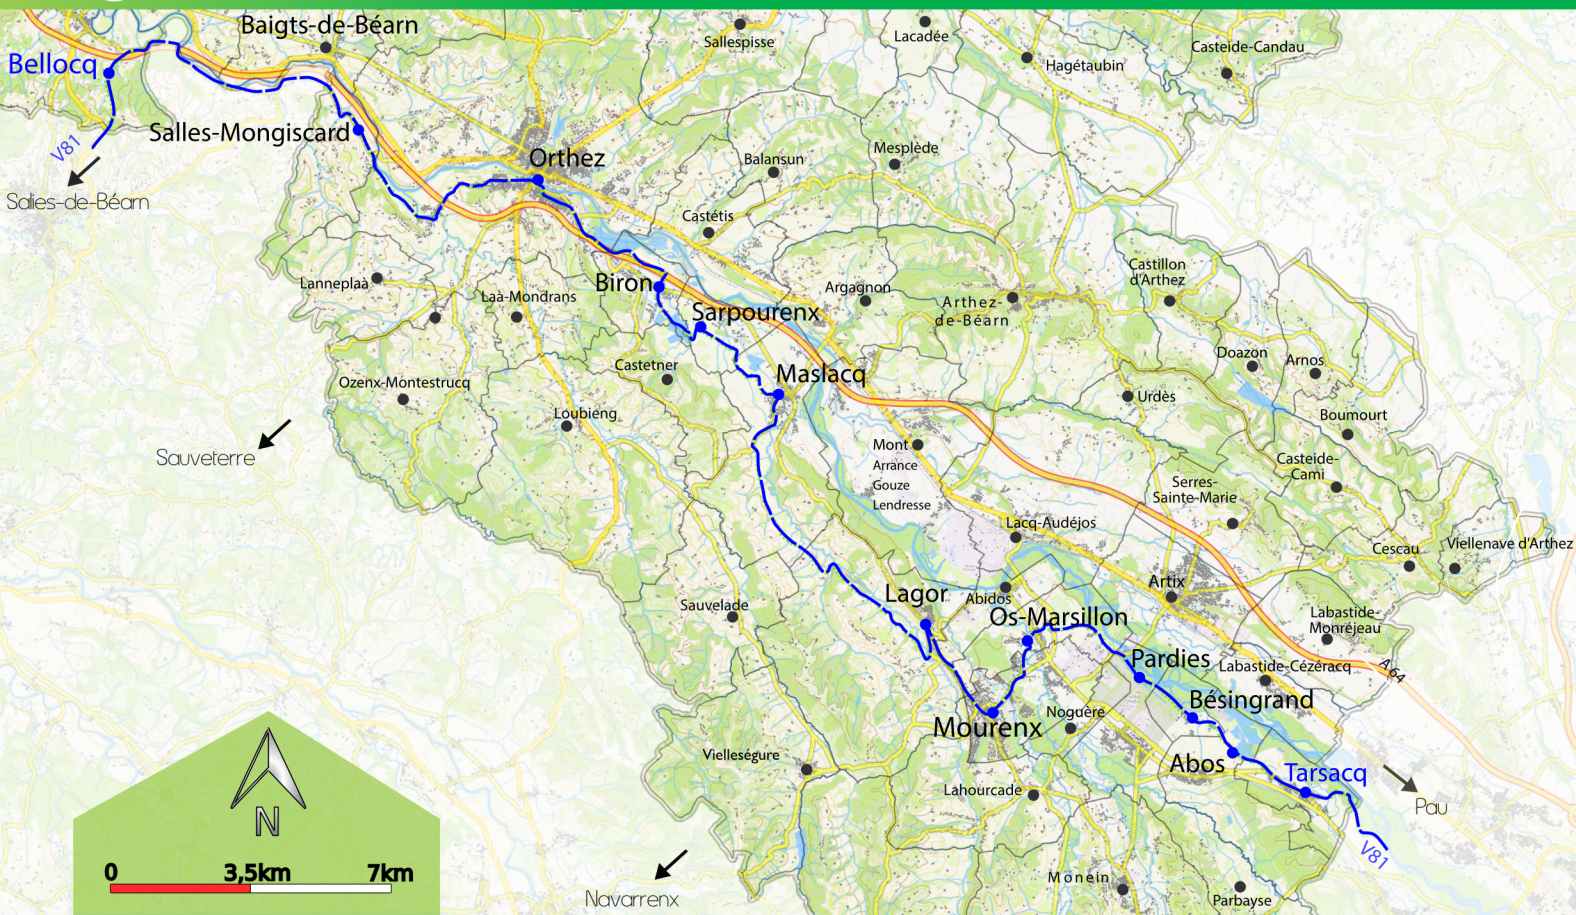 Baigts-de-Béarn
Sallespisse
Lacadée
Casteide-Candau
Hagétaubin
Bellocq
Salles-Mongiscard
V81
Orthez
Balansun
Mesplède
Salies-de-Béarn
Castétis
Lanneplaà
Laà-Mondrans
Biron
Sarpourenx
Argagnon
Arthez-
de-Béarn
Castillon
d'Arthez
Castetner
Maslacq
Doazon
Arnos
Ozenx-Montestrucq
Loubieng
Urdès
Boumourt
Sauveterre
Mont
Arrance
Gouze
Lendresse
Casteide-
Cami
Serres-
Sainte-Marie
Lacq-Audéjos
Cescau
Viellenave d'Arthez
Lagor
Abidos
Artix
Sauvelade
Os-Marsillon
Labastide-
Monréjeau
Pardies
Labastide-Cézéracq
A 64
Mourenx
Noguère
Bésingrand
Vielleségure
Abos
Tarsacq
Lahourcade
Pau
V81
N
0 3,5km 7km
Monein
Navarrenx
Parbayse